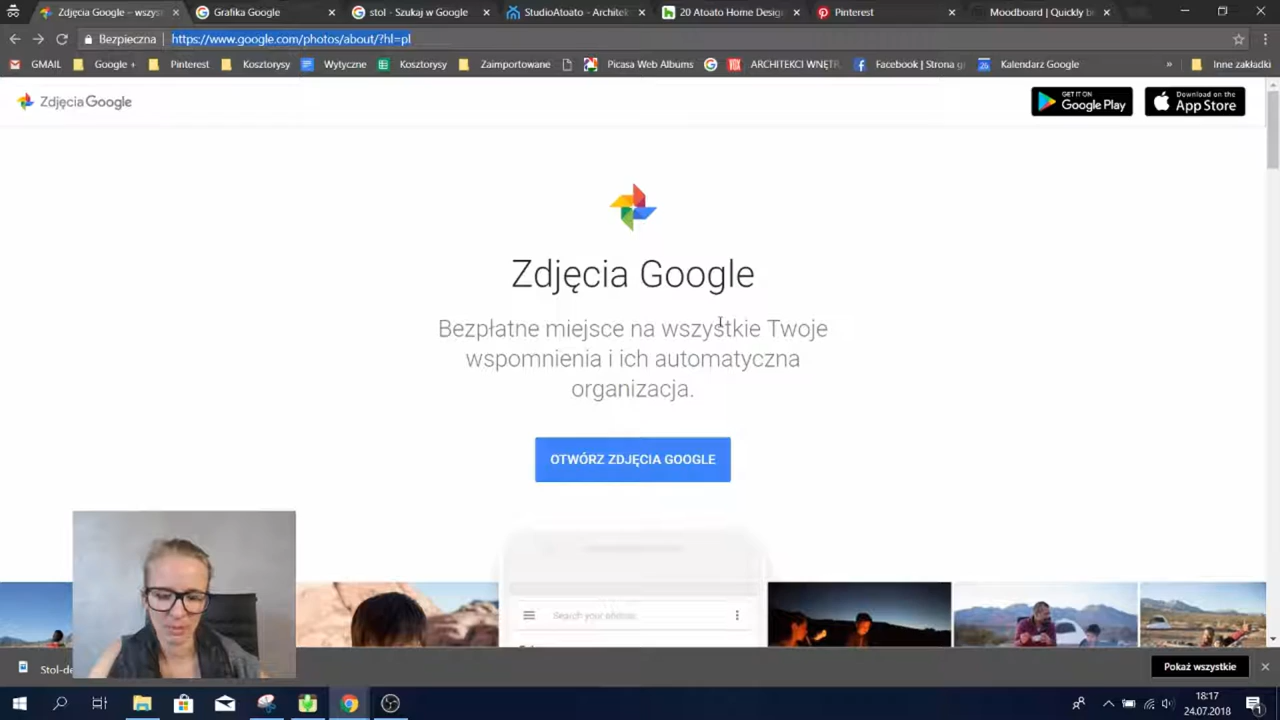 Zdjęcia Google – wszys
Grafika Google
stol - Szukaj w Google
StudioAtoato – Architek
20 Atoato Home Desig
Pinterest
Moodboard | Quickly b
Bezpieczna
https://www.google.com/photos/about/?hl=pl
GMAIL
Google +
Pinterest
Kosztorysy
Wytyczne
Kosztorysy
Zaimportowane
Picasa Web Albums
ARCHITEKCI WNĘTR
Facebook | Strona g
Kalendarz Google
»
Inne zakładki
Zdjęcia Google
GET IT ON
Google Play
Download on the
App Store
Zdjęcia Google
Bezpłatne miejsce na wszystkie Twoje
wspomnienia i ich automatyczna
organizacja.
OTWÓRZ ZDJĘCIA GOOGLE
Search your photos
Stol-de
Pokaż wszystkie
18:17
24.07.2018